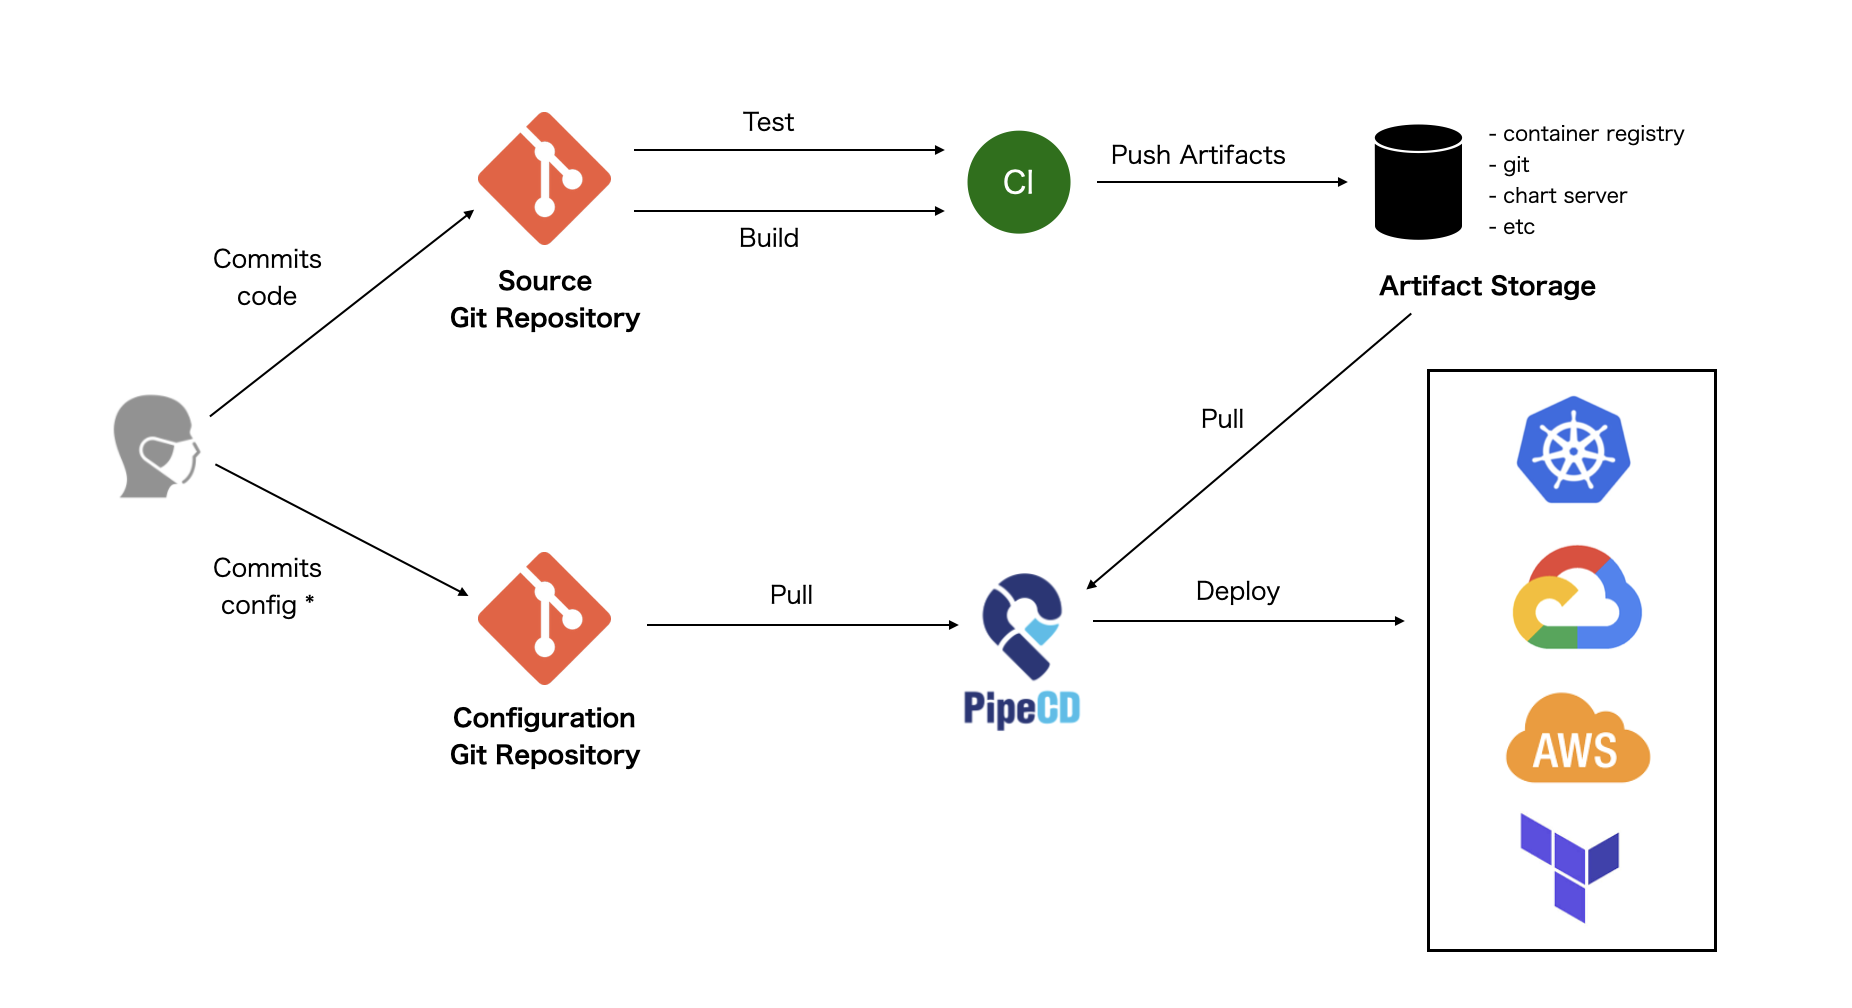 Test
Build
CI
Push Artifacts
- container registry
- git
- chart server
- etc
Source
Git Repository
Artifact Storage
Commits
code
Pull
Commits
config *
Pull
Deploy
PipeCD
Configuration
Git Repository
AWS